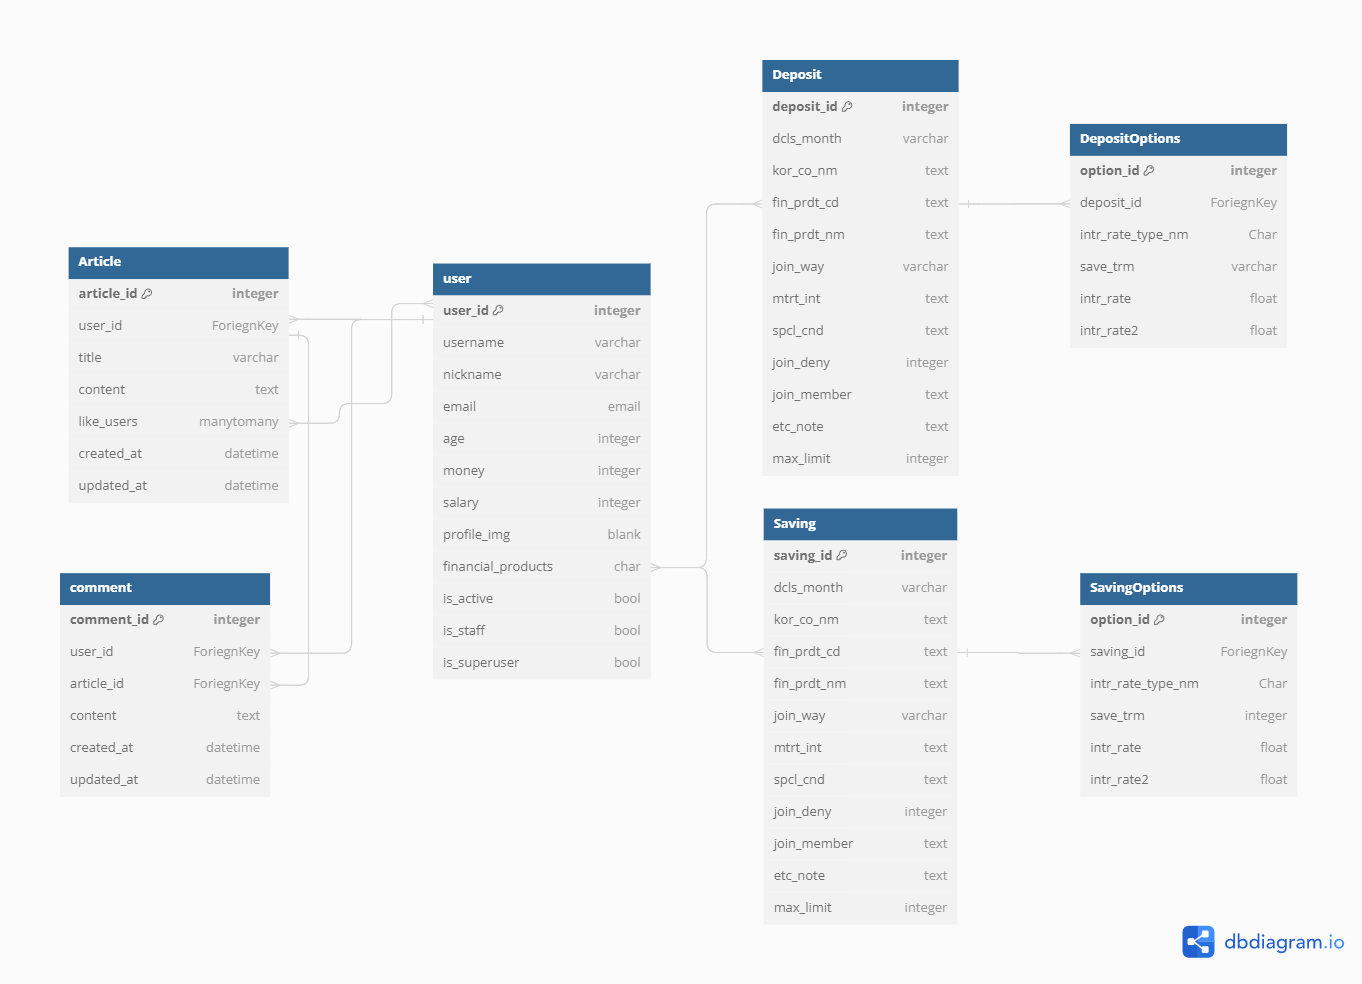 Article
article_id integer
user_id ForiegnKey
title varchar
content text
like_users manytomany
created_at datetime
updated_at datetime
comment
comment_id integer
user_id ForiegnKey
article_id ForiegnKey
content text
created_at datetime
updated_at datetime
user
user_id integer
username varchar
nickname varchar
email email
age integer
money integer
salary integer
profile_img blank
financial_products char
is_active bool
is_staff bool
is_superuser bool
Deposit
deposit_id integer
dcls_month varchar
kor_co_nm text
fin_prdt_cd text
fin_prdt_nm text
join_way varchar
mtrt_int text
spcl_cnd text
join_deny integer
join_member text
etc_note text
max_limit integer
Saving
saving_id integer
dcls_month varchar
kor_co_nm text
fin_prdt_cd text
fin_prdt_nm text
join_way varchar
mtrt_int text
spcl_cnd text
join_deny integer
join_member text
etc_note text
max_limit integer
DepositOptions
option_id integer
deposit_id ForiegnKey
intr_rate_type_nm Char
save_trm varchar
intr_rate float
intr_rate2 float
SavingOptions
option_id integer
saving_id ForiegnKey
intr_rate_type_nm Char
save_trm integer
intr_rate float
intr_rate2 float
dbdiagram.io